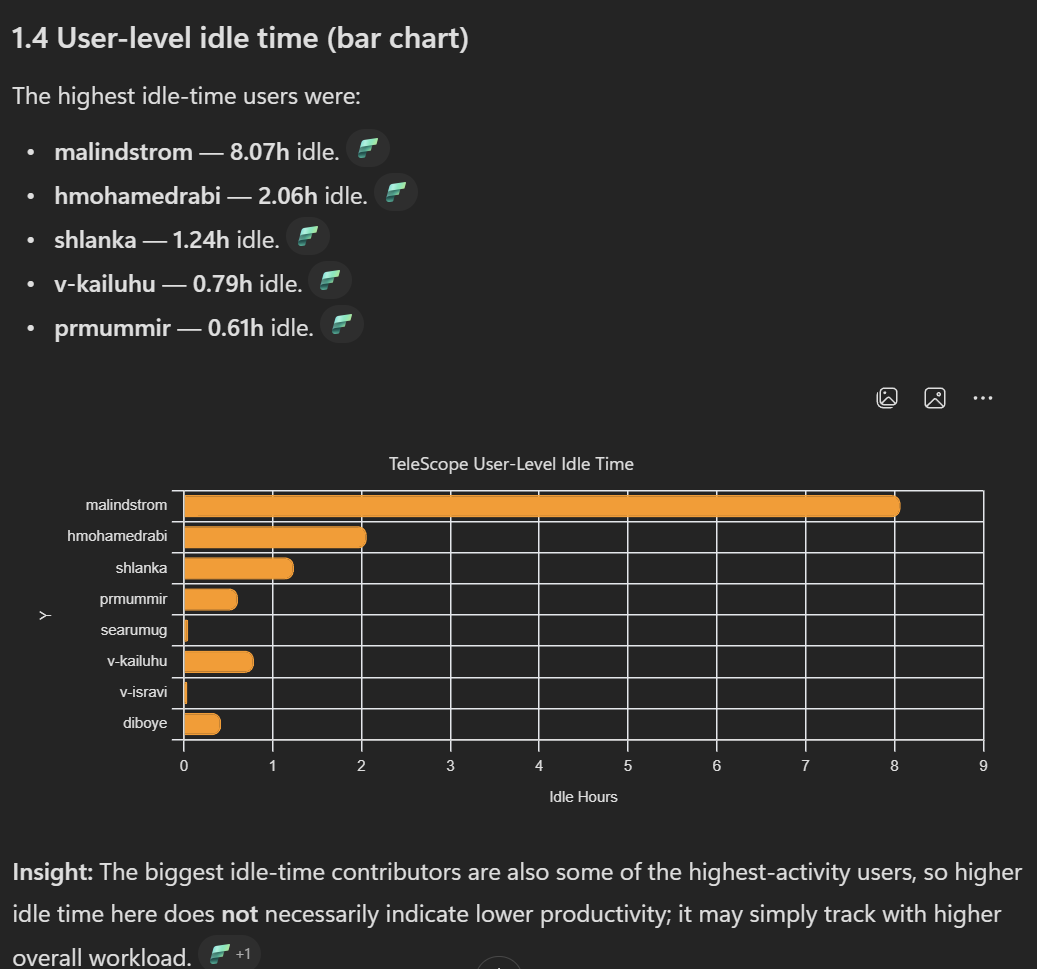 1.4 User-level idle time (bar chart)
The highest idle-time users were:
• malindstrom — 8.07h idle.
• hmohamedrabi — 2.06h idle.
• shlanka — 1.24h idle.
• v-kailuhu — 0.79h idle.
• prmummir — 0.61h idle.
TeleScope User-Level Idle Time
malindstrom
hmohamedrabi
shlanka
prmummir
searumug
v-kailuhu
v-isravi
diboye
Y
0 1 2 3 4 5 6 7 8 9
Idle Hours
Insight: The biggest idle-time contributors are also some of the highest-activity users, so higher
idle time here does not necessarily indicate lower productivity; it may simply track with higher
overall workload. +1